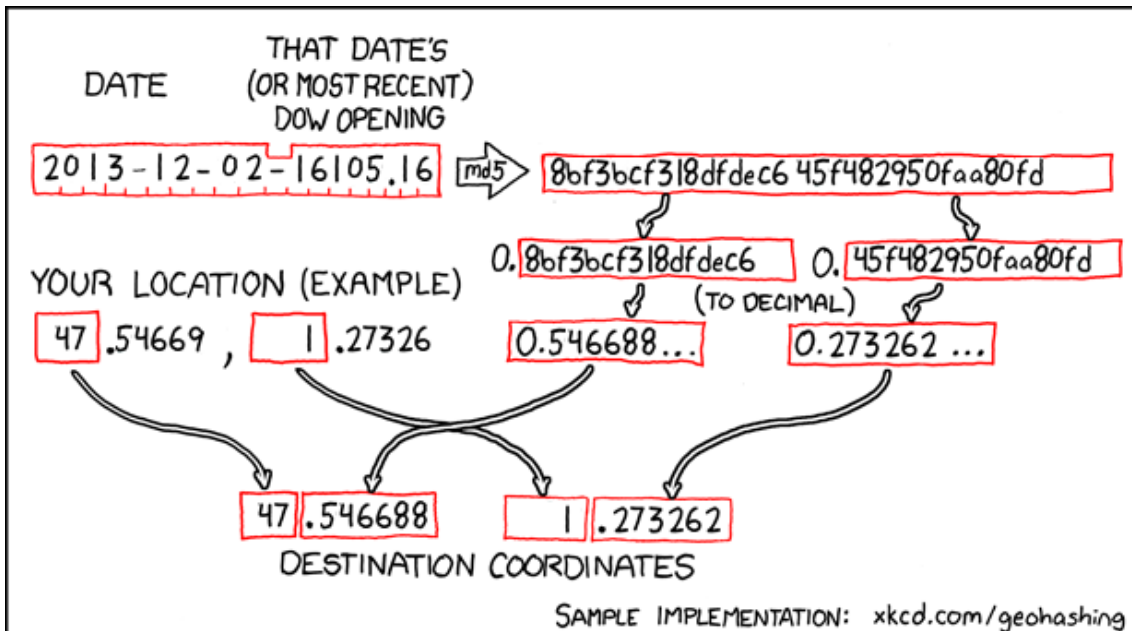 THAT DATE'S
DATE (OR MOST RECENT)
DOW OPENING
2013-12-02-16105.16 md5 8bf3bcf318dfdec6 45f482950faa80fd
0.8bf3bcf318dfdec6 0.45f482950faa80fd
YOUR LOCATION (EXAMPLE) (TO DECIMAL)
47.54669, 1.27326 0.546688... 0.273262...
47.546688 1.273262
DESTINATION COORDINATES
SAMPLE IMPLEMENTATION: xkcd.com/geohashing